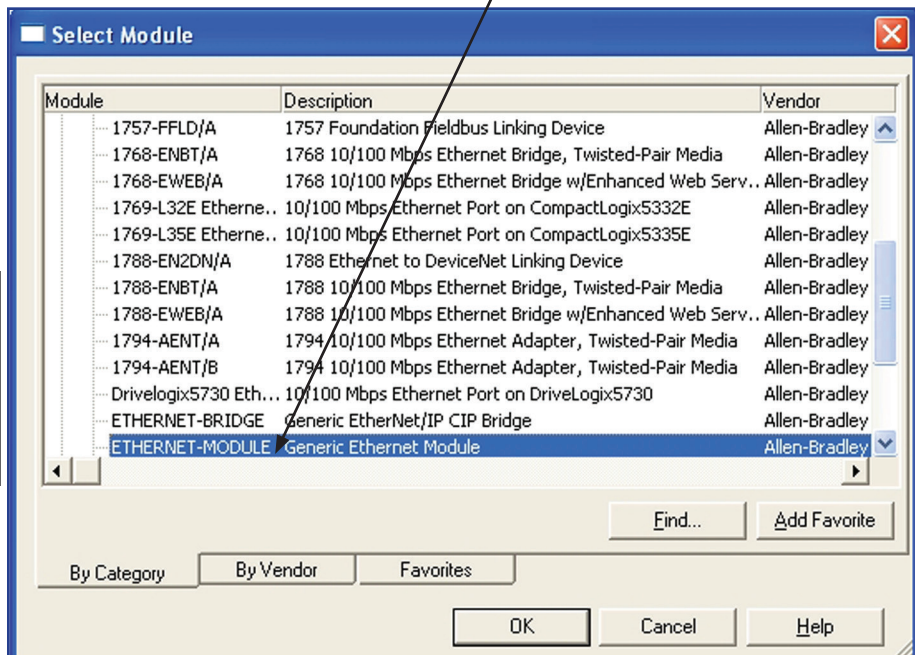 Select Module
Module Description Vendor
1757-FFLD/A 1757 Foundation Fieldbus Linking Device Allen-Bradley
1768-ENBT/A 1768 10/100 Mbps Ethernet Bridge, Twisted-Pair Media Allen-Bradley
1768-EWEB/A 1768 10/100 Mbps Ethernet Bridge w/Enhanced Web Serv.. Allen-Bradley
1769-L32E Etherne.. 10/100 Mbps Ethernet Port on CompactLogix5332E Allen-Bradley
1769-L35E Etherne.. 10/100 Mbps Ethernet Port on CompactLogix5335E Allen-Bradley
1788-EN2DN/A 1788 Ethernet to DeviceNet Linking Device Allen-Bradley
1788-ENBT/A 1788 10/100 Mbps Ethernet Bridge, Twisted-Pair Media Allen-Bradley
1788-EWEB/A 1788 10/100 Mbps Ethernet Bridge w/Enhanced Web Serv.. Allen-Bradley
1794-AENT/A 1794 10/100 Mbps Ethernet Adapter, Twisted-Pair Media Allen-Bradley
1794-AENT/B 1794 10/100 Mbps Ethernet Adapter, Twisted-Pair Media Allen-Bradley
Drivelogix5730 Eth... 10/100 Mbps Ethernet Port on DriveLogix5730 Allen-Bradley
ETHERNET-BRIDGE Generic EtherNet/IP CIP Bridge Allen-Bradley
ETHERNET-MODULE Generic Ethernet Module Allen-Bradley
Find... Add Favorite
By Category By Vendor Favorites
OK Cancel Help